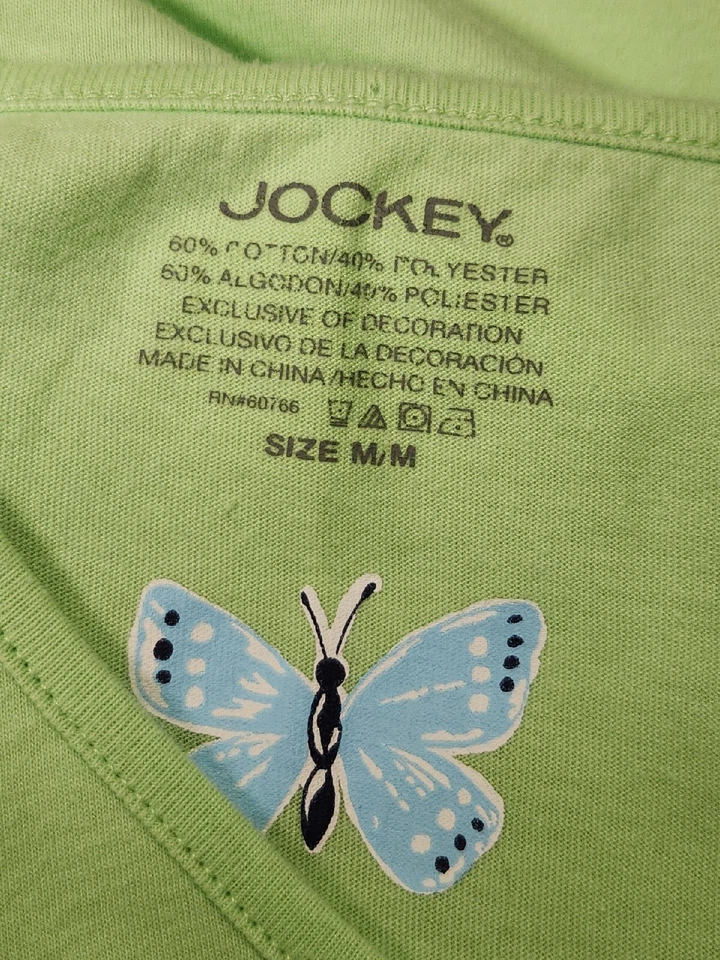 JOCKEY®
60% COTTON/40% POLYESTER
60% ALGODON/40% POLIESTER
EXCLUSIVE OF DECORATION
EXCLUSIVO DE LA DECORACIÓN
MADE IN CHINA/HECHO EN CHINA
RN#60766
SIZE M/M